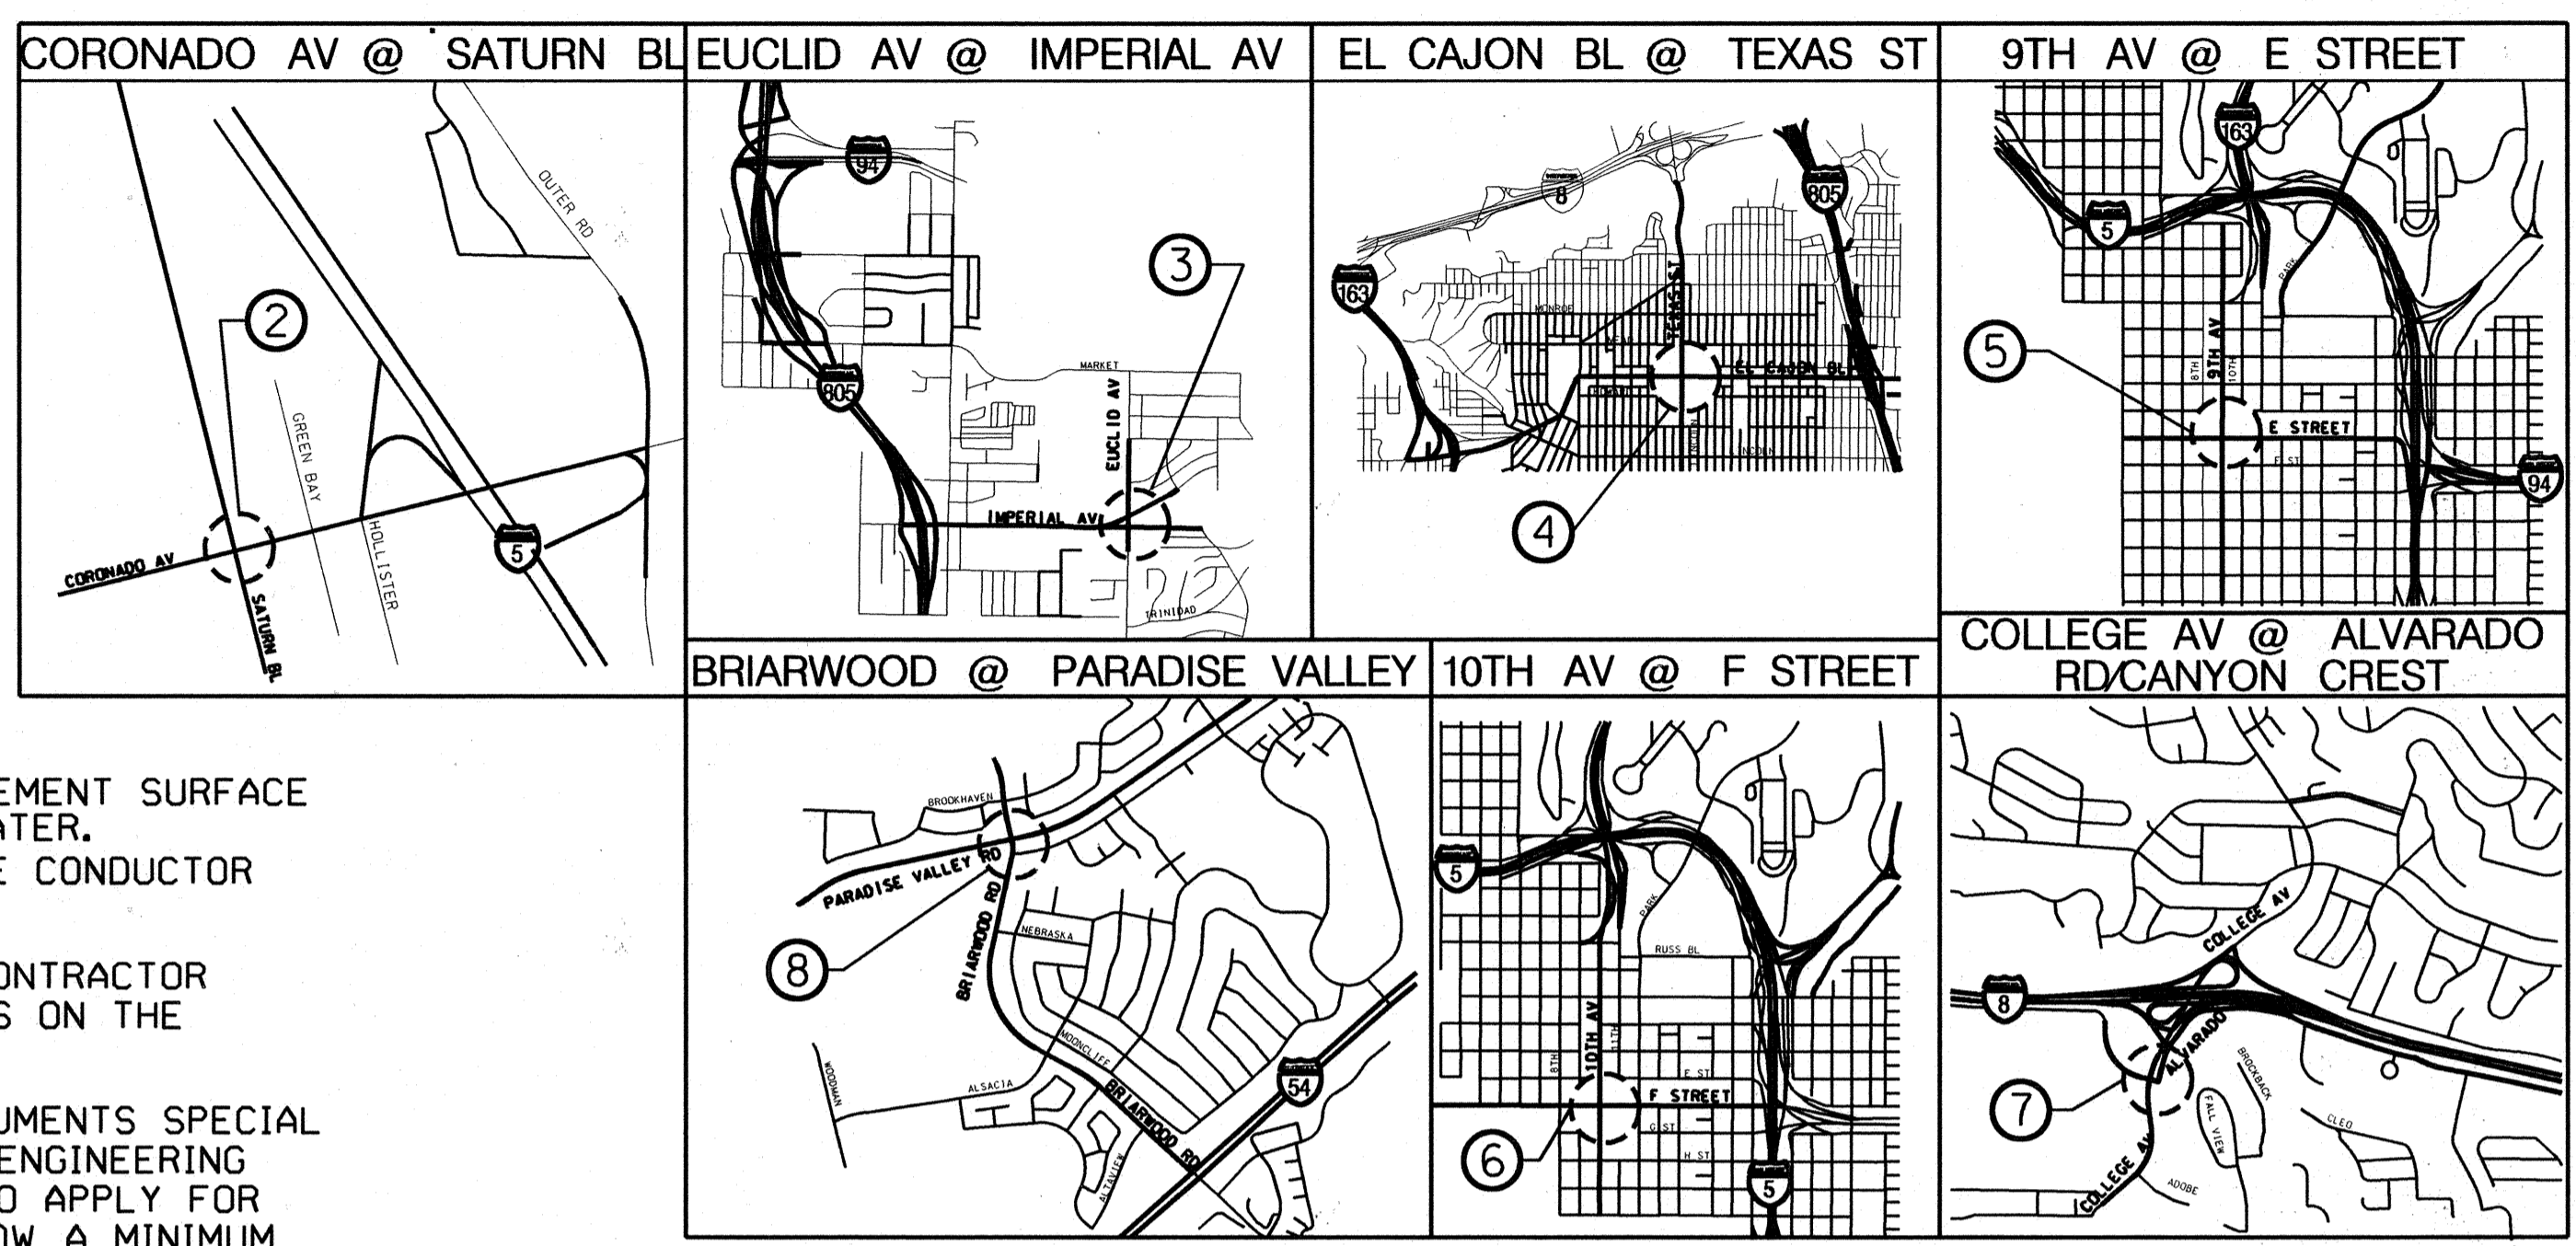 CORONADO AV @ SATURN BL
OUTER RD
2
GREEN BAY
HOLLISTER
5
CORONADO AV
SATURN BL
EUCLID AV @ IMPERIAL AV
94
3
805
MARKET
EUCLID AV
IMPERIAL AV
TRINIDAD
EL CAJON BL @ TEXAS ST
8
805
163
TEXAS ST
MONROE
MEAD
EL CAJON BL
HOWARD
LINCOLN
4
9TH AV @ E STREET
163
5
PARK
5
8TH
9TH AV
10TH
E STREET
F ST
94
BRIARWOOD @ PARADISE VALLEY
BROOKHAVEN
PARADISE VALLEY RD
BRIARWOOD RD
8
NEBRASKA
MOONCLIFF
WOODMAN
ALSACIA
BRIARWOOD RD
54
ALTAVIEW
10TH AV @ F STREET
5
PARK
RUSS BL
8TH
10TH AV
11TH
E ST
F STREET
G ST
H ST
6
5
COLLEGE AV @ ALVARADO
RD/CANYON CREST
COLLEGE AV
8
ALVARADO
BROCKBACK
7
FALL VIEW
CLEO
COLLEGE AV
ADOBE
EMENT SURFACE
ATER.
E CONDUCTOR
ONTRACTOR
S ON THE
UMENTS SPECIAL
ENGINEERING
O APPLY FOR
OW A MINIMUM